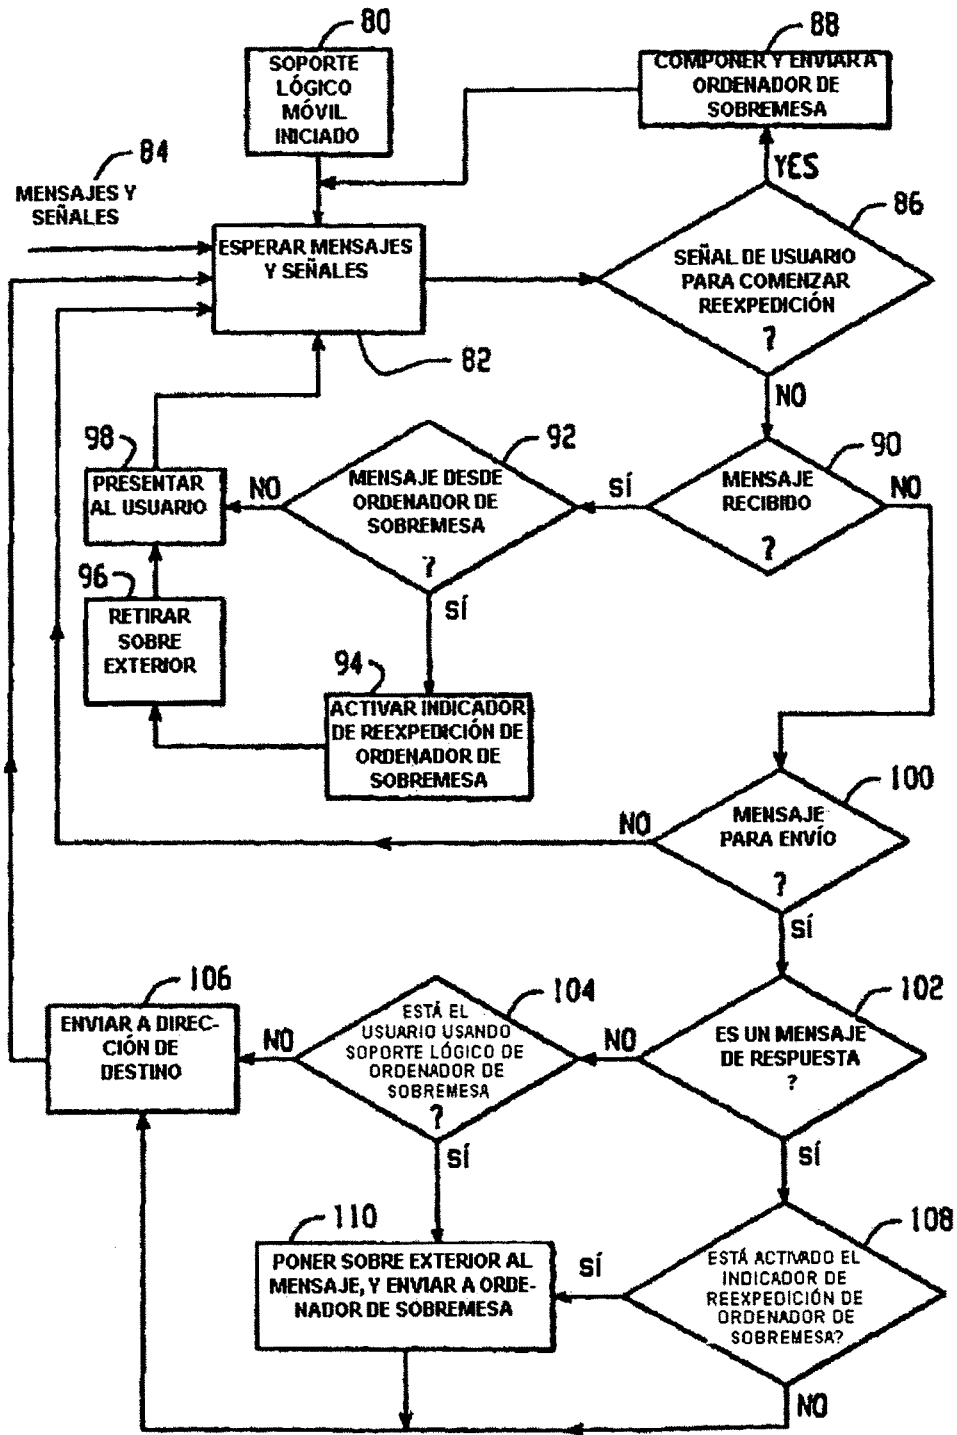 80
SOPORTE
LÓGICO
MÓVIL
INICIADO
88
COMPONER Y ENVIAR A
ORDENADOR DE
SOBREMESA
84
MENSAJES Y
SEÑALES
YES
86
ESPERAR MENSAJES
Y SEÑALES
82
SEÑAL DE USUARIO
PARA COMENZAR
REEXPEDICIÓN
?
NO
98
PRESENTAR
AL USUARIO
NO
92
MENSAJE DESDE
ORDENADOR DE
SOBREMESA
?
SÍ
SÍ
90
MENSAJE
RECIBIDO
?
NO
96
RETIRAR
SOBRE
EXTERIOR
94
ACTIVAR INDICADOR
DE REEXPEDICIÓN DE
ORDENADOR DE
SOBREMESA
100
MENSAJE
PARA ENVÍO
?
NO
SÍ
106
ENVIAR A DIREC-
CIÓN DE
DESTINO
NO
104
ESTÁ EL
USUARIO USANDO
SOPORTE LÓGICO DE
ORDENADOR DE
SOBREMESA
?
SÍ
NO
102
ES UN MENSAJE
DE RESPUESTA
?
SÍ
110
PONER SOBRE EXTERIOR AL
MENSAJE, Y ENVIAR A ORDE-
NADOR DE SOBREMESA
SÍ
108
ESTÁ ACTIVADO EL
INDICADOR DE
REEXPEDICIÓN DE
ORDENADOR DE
SOBREMESA?
NO